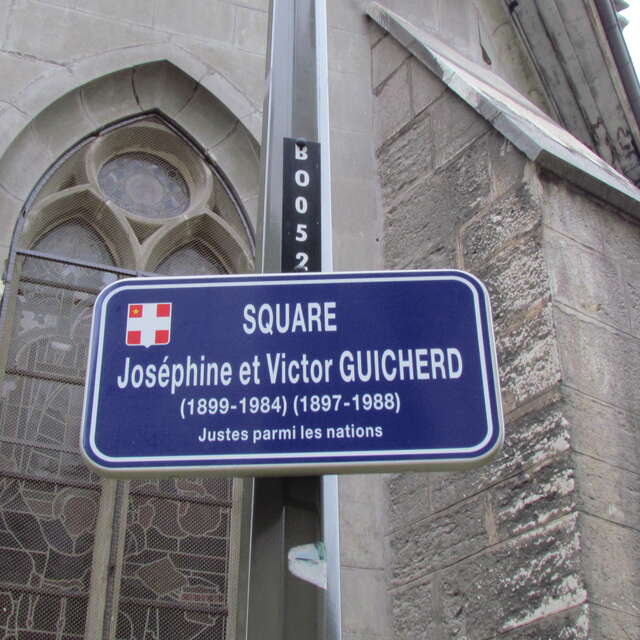 B0052
SQUARE
Joséphine et Victor GUICHERD
(1899-1984) (1897-1988)
Justes parmi les nations